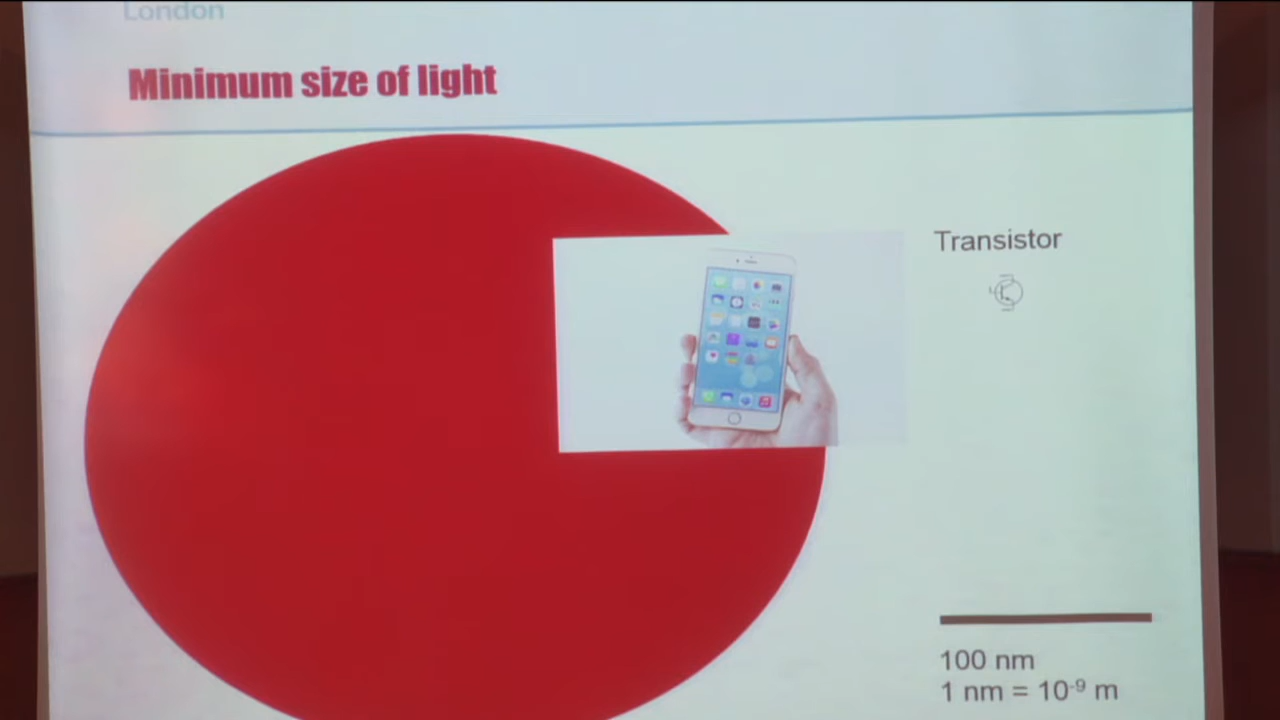 London
Minimum size of light
Transistor
100 nm
1 nm = 10⁻⁹ m